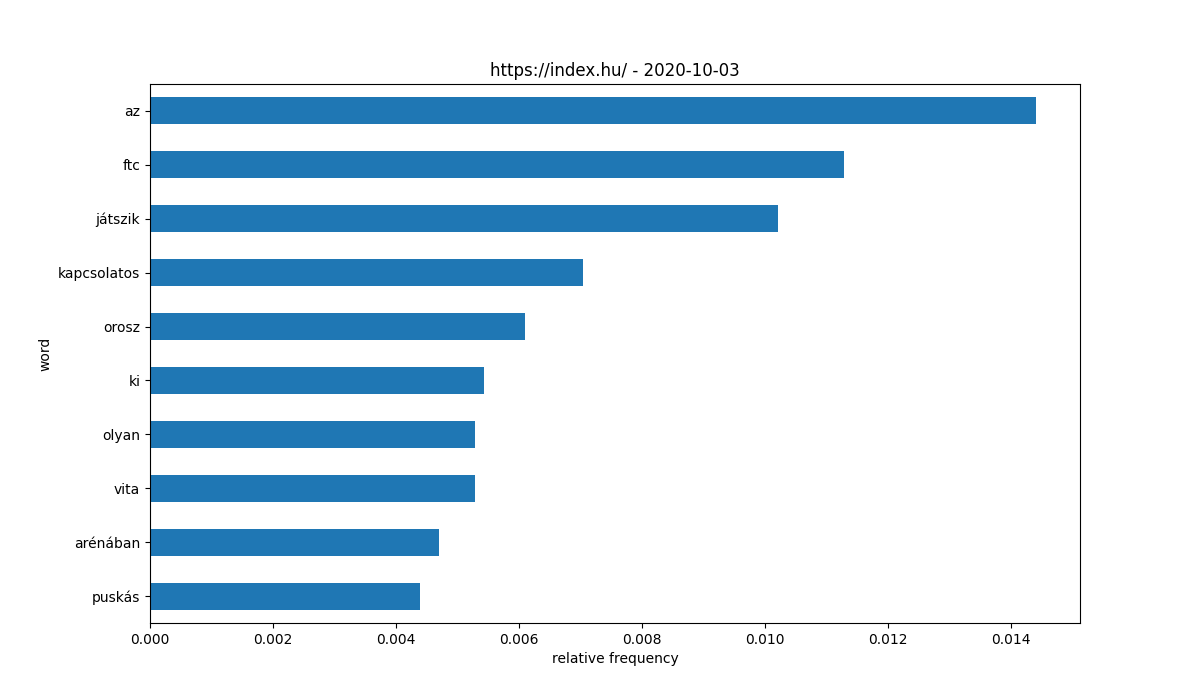 https://index.hu/ - 2020-10-03
az
ftc
játszik
kapcsolatos
orosz
ki
olyan
vita
arénában
puskás
word
0.000 0.002 0.004 0.006 0.008 0.010 0.012 0.014
relative frequency